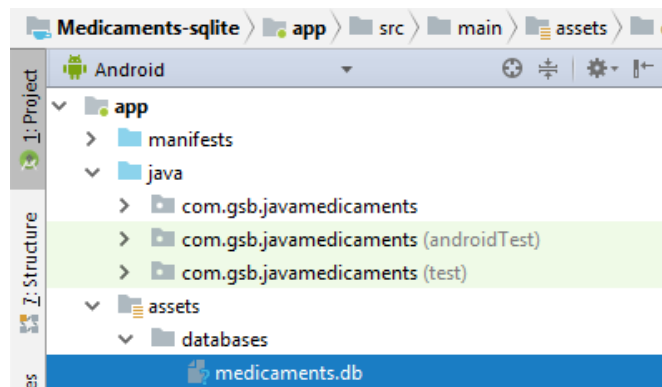 Medicaments-sqlite app src main assets
Android
1: Project
app
manifests
java
com.gsb.javamedicaments
com.gsb.javamedicaments (androidTest)
com.gsb.javamedicaments (test)
7: Structure
assets
databases
medicaments.db